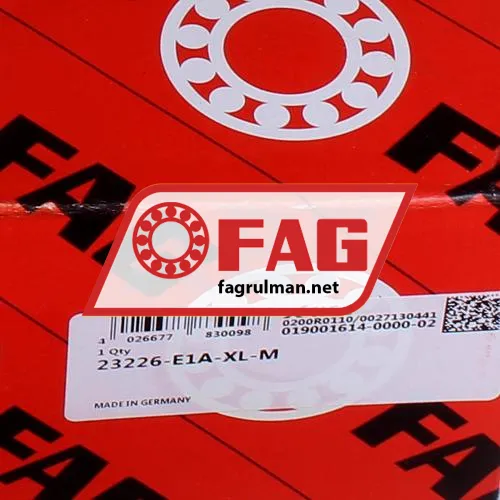 FAG
FAG
fagrulman.net
0200R0110/0027130441
019001614-0000-02
4 026677 830098
1 Qty
23226-E1A-XL-M
MADE IN GERMANY
FAG